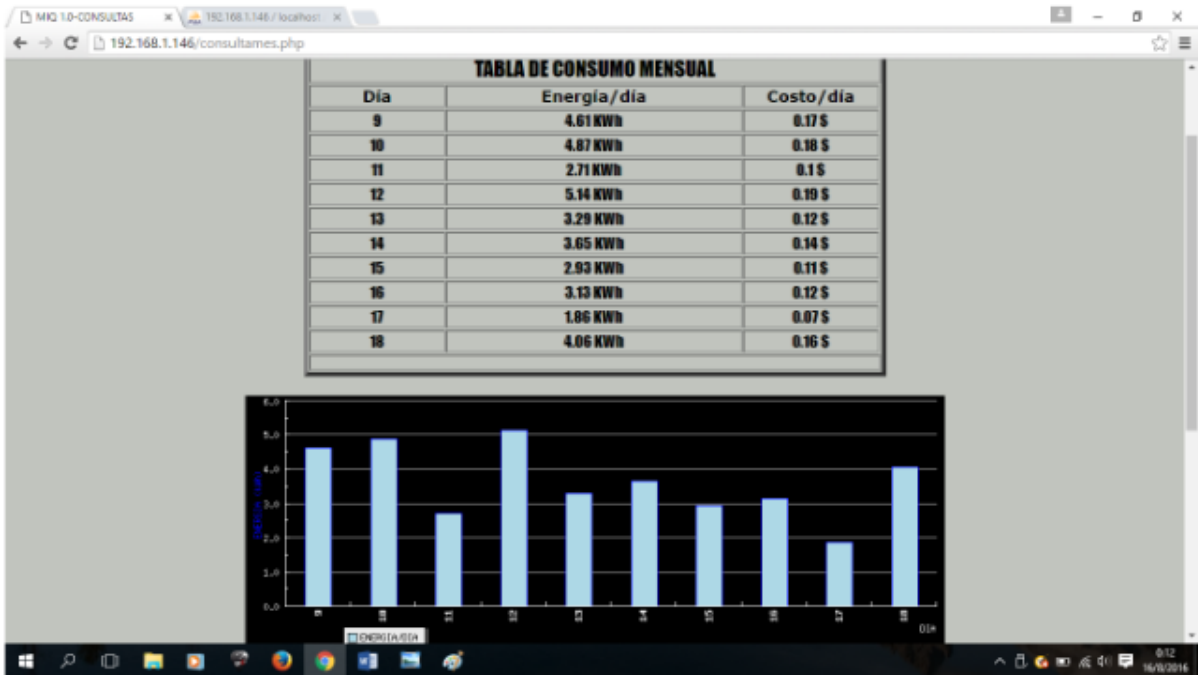 MIQ 1.0-CONSULTAS
192.168.1.146 / localhost
192.168.1.146/consultames.php
TABLA DE CONSUMO MENSUAL
Día Energía/día Costo/día
9 4.61 KWh 0.17 $
10 4.87 KWh 0.18 $
11 2.71 KWh 0.1 $
12 5.14 KWh 0.19 $
13 3.29 KWh 0.12 $
14 3.65 KWh 0.14 $
15 2.93 KWh 0.11 $
16 3.13 KWh 0.12 $
17 1.86 KWh 0.07 $
18 4.06 KWh 0.16 $
6.0
5.0
4.0
3.0
2.0
1.0
0.0
9 10 11 12 13 14 15 16 17 18
DIA
ENERGIA/DIA
0:12
16/8/2016